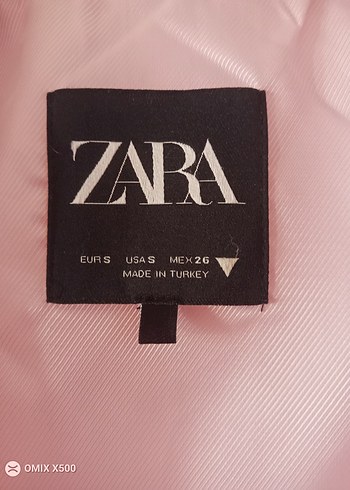 ZARA
EUR S USA S MEX 26
MADE IN TURKEY
OMIX X500